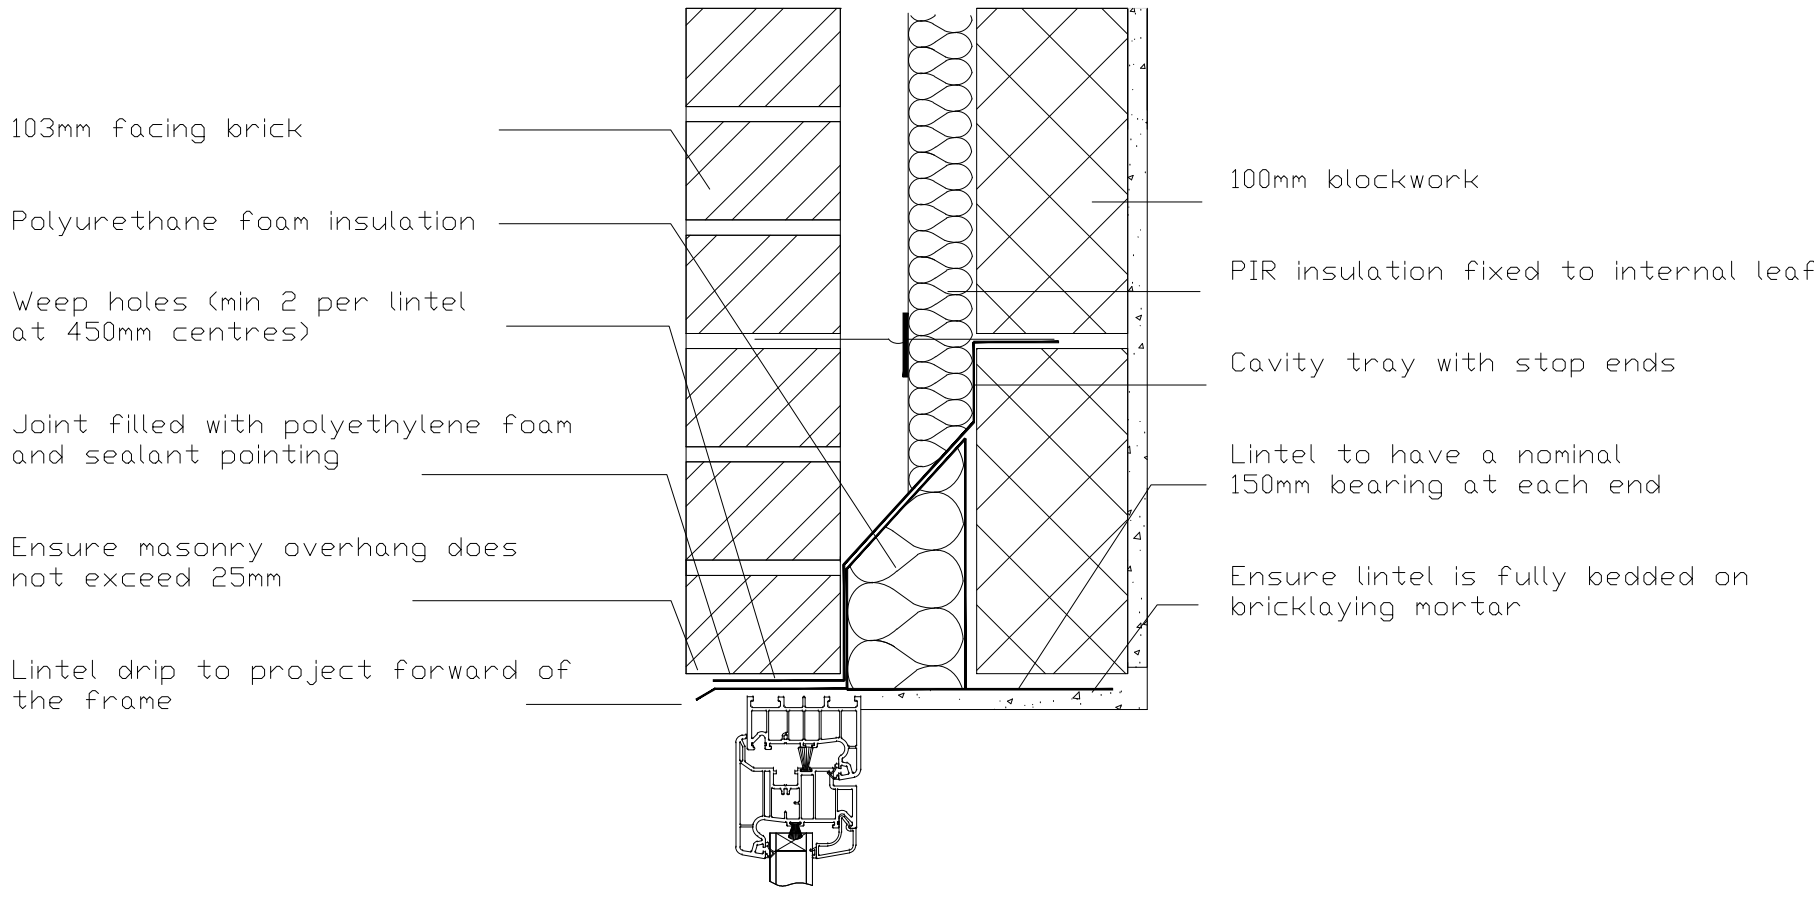 103mm facing brick
Polyurethane foam insulation
Weep holes (min 2 per lintel
at 450mm centres)
Joint filled with polyethylene foam
and sealant pointing
Ensure masonry overhang does
not exceed 25mm
Lintel drip to project forward of
the frame
100mm blockwork
PIR insulation fixed to internal leaf
Cavity tray with stop ends
Lintel to have a nominal
150mm bearing at each end
Ensure lintel is fully bedded on
bricklaying mortar